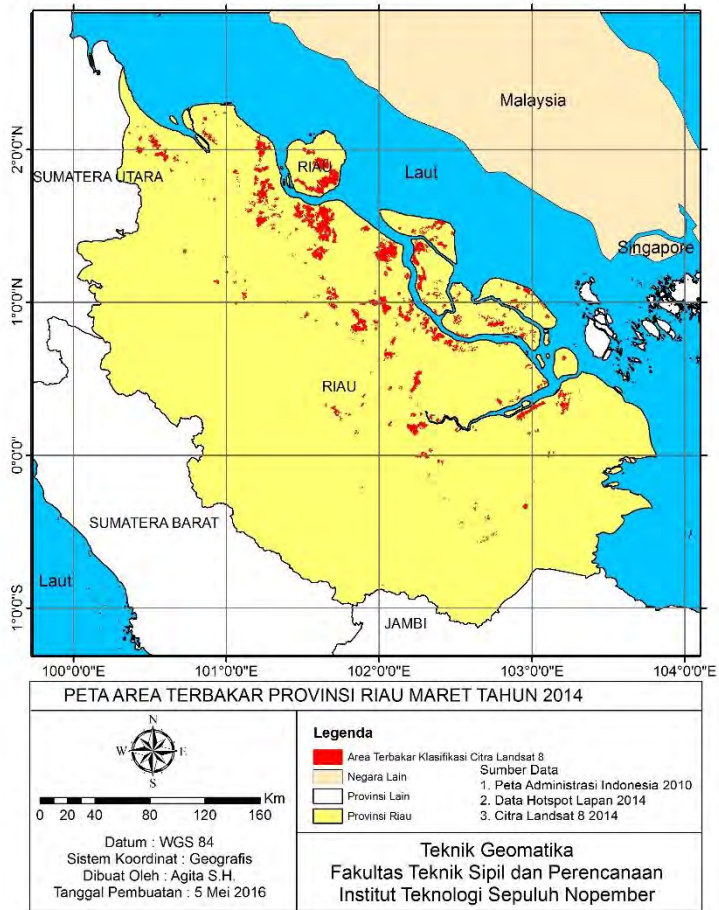 Malaysia
2°0'0"N
RIAU
Laut
SUMATERA UTARA
Singapore
1°0'0"N
RIAU
0°0'0"
SUMATERA BARAT
Laut
1°0'0"S
JAMBI
100°0'0"E 101°0'0"E 102°0'0"E 103°0'0"E 104°0'0"E
PETA AREA TERBAKAR PROVINSI RIAU MARET TAHUN 2014
N
W E
S
Km
0 20 40 80 120 160
Datum : WGS 84
Sistem Koordinat : Geografis
Dibuat Oleh : Agita S.H.
Tanggal Pembuatan : 5 Mei 2016
Legenda
Area Terbakar Klasifikasi Citra Landsat 8
Negara Lain
Provinsi Lain
Provinsi Riau
Sumber Data
1. Peta Administrasi Indonesia 2010
2. Data Hotspot Lapan 2014
3. Citra Landsat 8 2014
Teknik Geomatika
Fakultas Teknik Sipil dan Perencanaan
Institut Teknologi Sepuluh Nopember